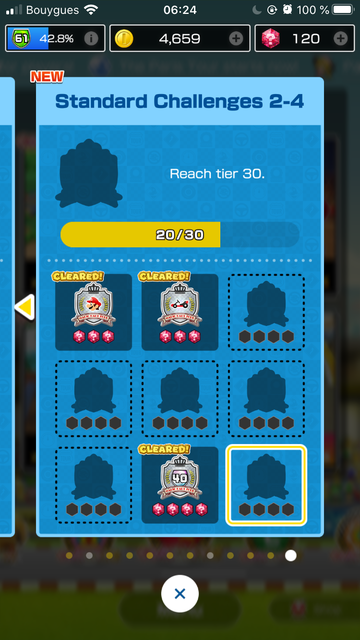 Bouygues 06:24 100 %
61 42.8% i 4,659 + 120 +
NEW
Standard Challenges 2-4
Reach tier 30.
20/30
CLEARED! CLEARED!
CLEARED!
40